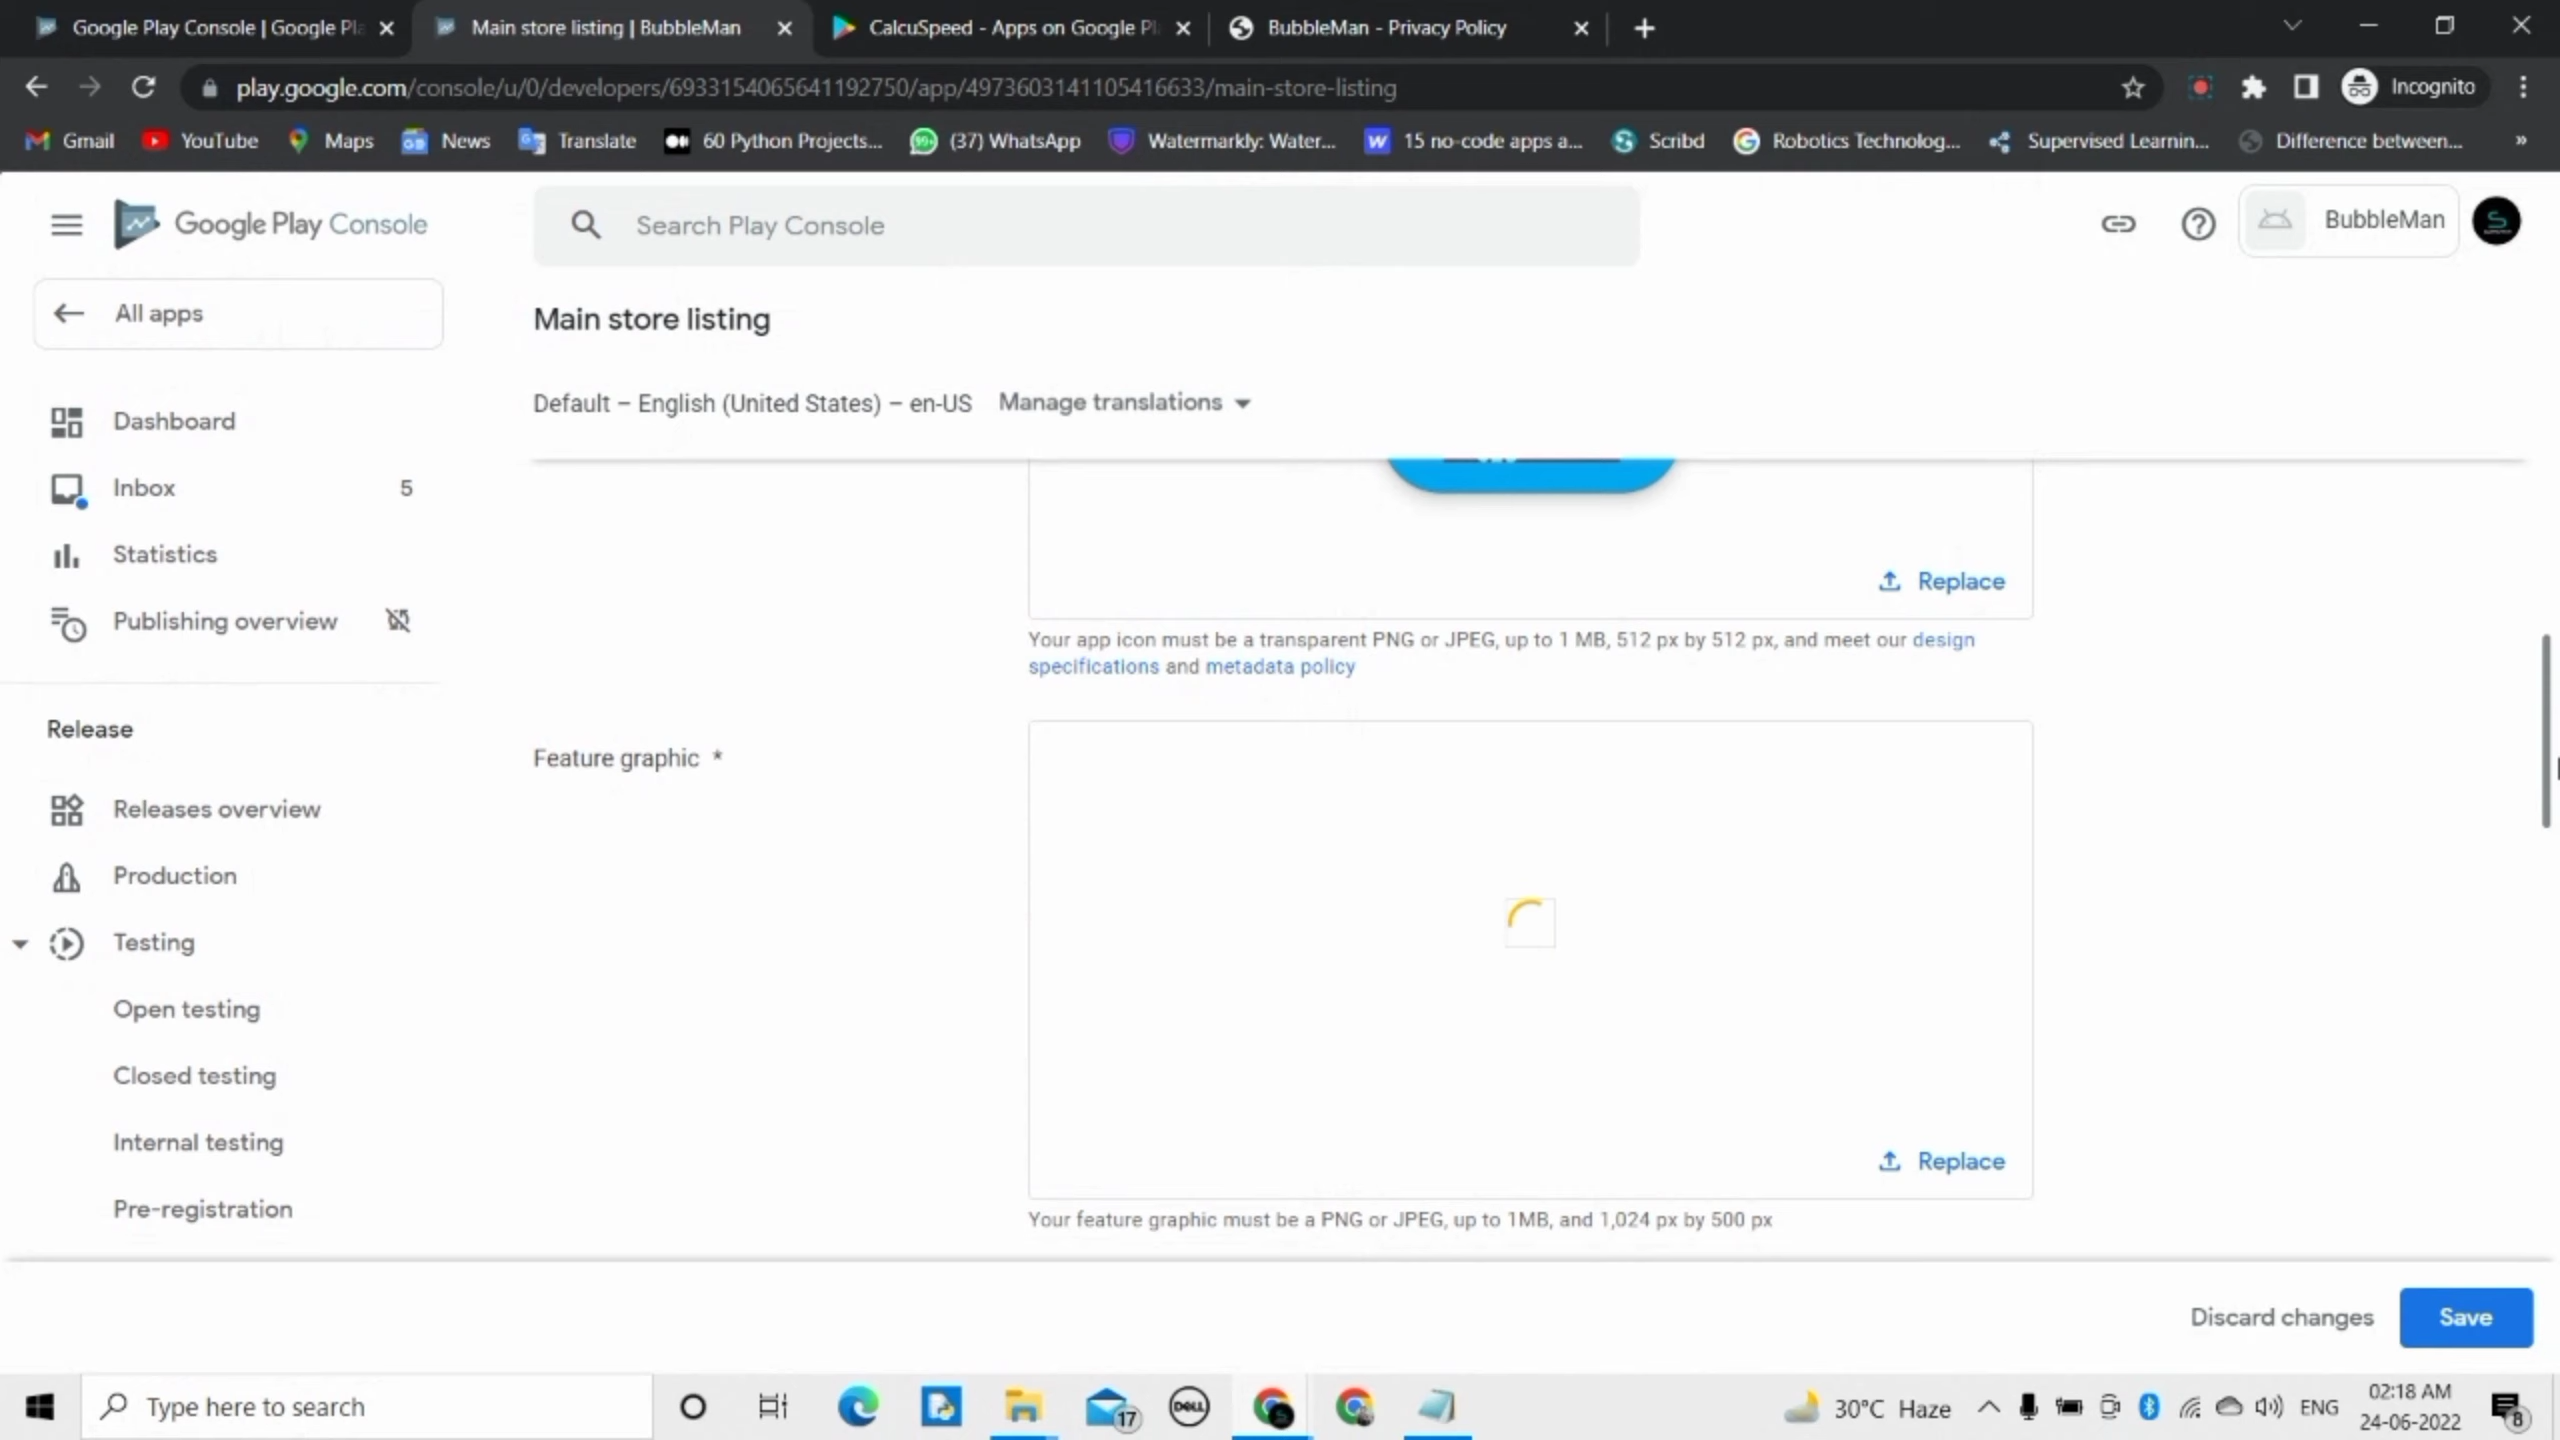 Google Play Console | Google Pla
Main store listing | BubbleMan
CalcuSpeed - Apps on Google Pl
BubbleMan - Privacy Policy
play.google.com/console/u/0/developers/6933154065641192750/app/4973603141105416633/main-store-listing
Incognito
Gmail
YouTube
Maps
News
Translate
60 Python Projects...
(37) WhatsApp
Watermarkly: Water...
15 no-code apps a...
Scribd
Robotics Technolog...
Supervised Learnin...
Difference between...
»
Google Play Console
Search Play Console
BubbleMan
All apps
Main store listing
Default – English (United States) – en-US
Manage translations
Dashboard
Inbox 5
Statistics
Publishing overview
Replace
Your app icon must be a transparent PNG or JPEG, up to 1 MB, 512 px by 512 px, and meet our design
specifications and metadata policy
Release
Feature graphic *
Releases overview
Production
Testing
Open testing
Closed testing
Internal testing
Pre-registration
Replace
Your feature graphic must be a PNG or JPEG, up to 1MB, and 1,024 px by 500 px
Discard changes
Save
Type here to search
17
DELL
30°C Haze
ENG
02:18 AM
24-06-2022
8